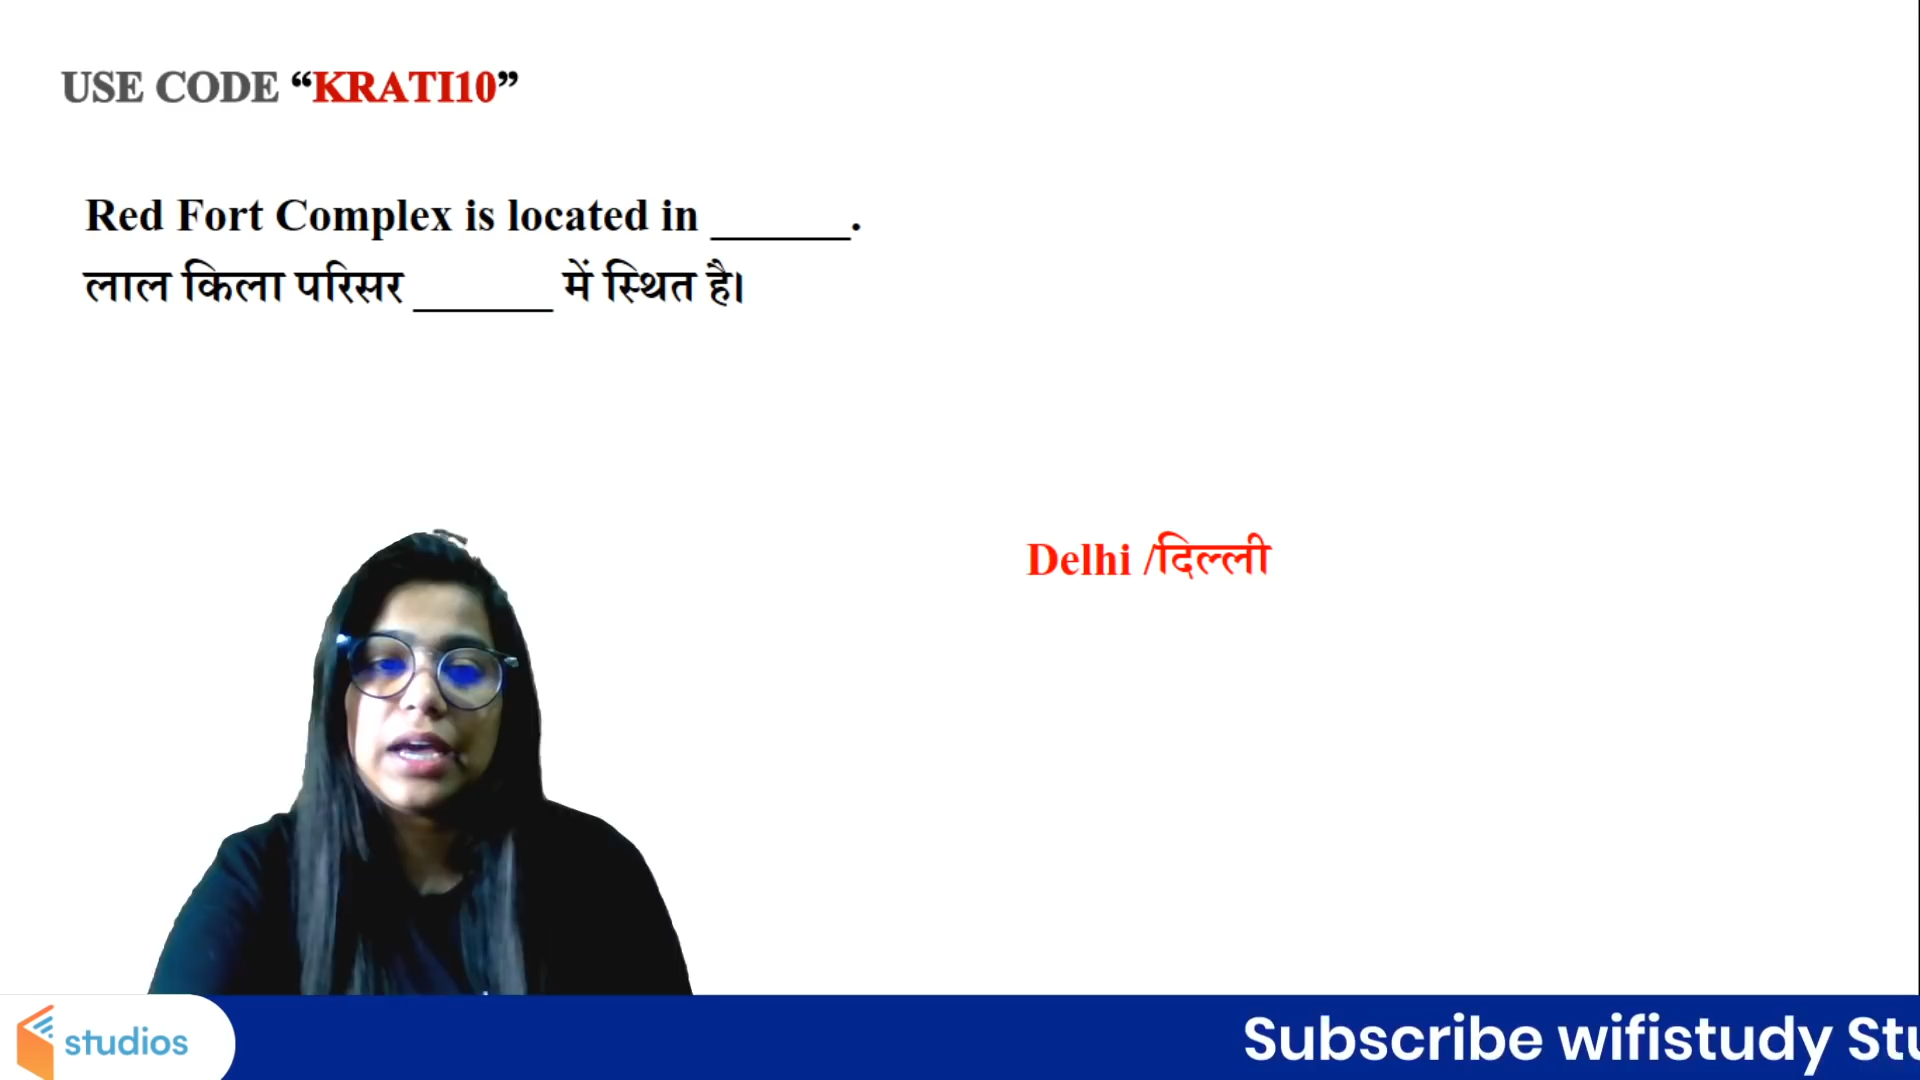 USE CODE “KRATI10”
Red Fort Complex is located in ______.
लाल किला परिसर ______ में स्थित है।
Delhi /दिल्ली
studios
Subscribe wifistudy Stu